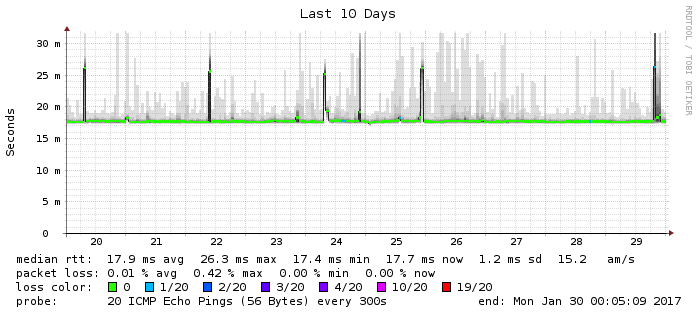 Last 10 Days
RRDTOOL / TOBI OETIKER
Seconds
30 m
25 m
20 m
15 m
10 m
5 m
0
20 21 22 23 24 25 26 27 28 29
median rtt: 17.9 ms avg 26.3 ms max 17.4 ms min 17.7 ms now 1.2 ms sd 15.2 am/s
packet loss: 0.01 % avg 0.42 % max 0.00 % min 0.00 % now
loss color: 0 1/20 2/20 3/20 4/20 10/20 19/20
probe: 20 ICMP Echo Pings (56 Bytes) every 300s end: Mon Jan 30 00:05:09 2017